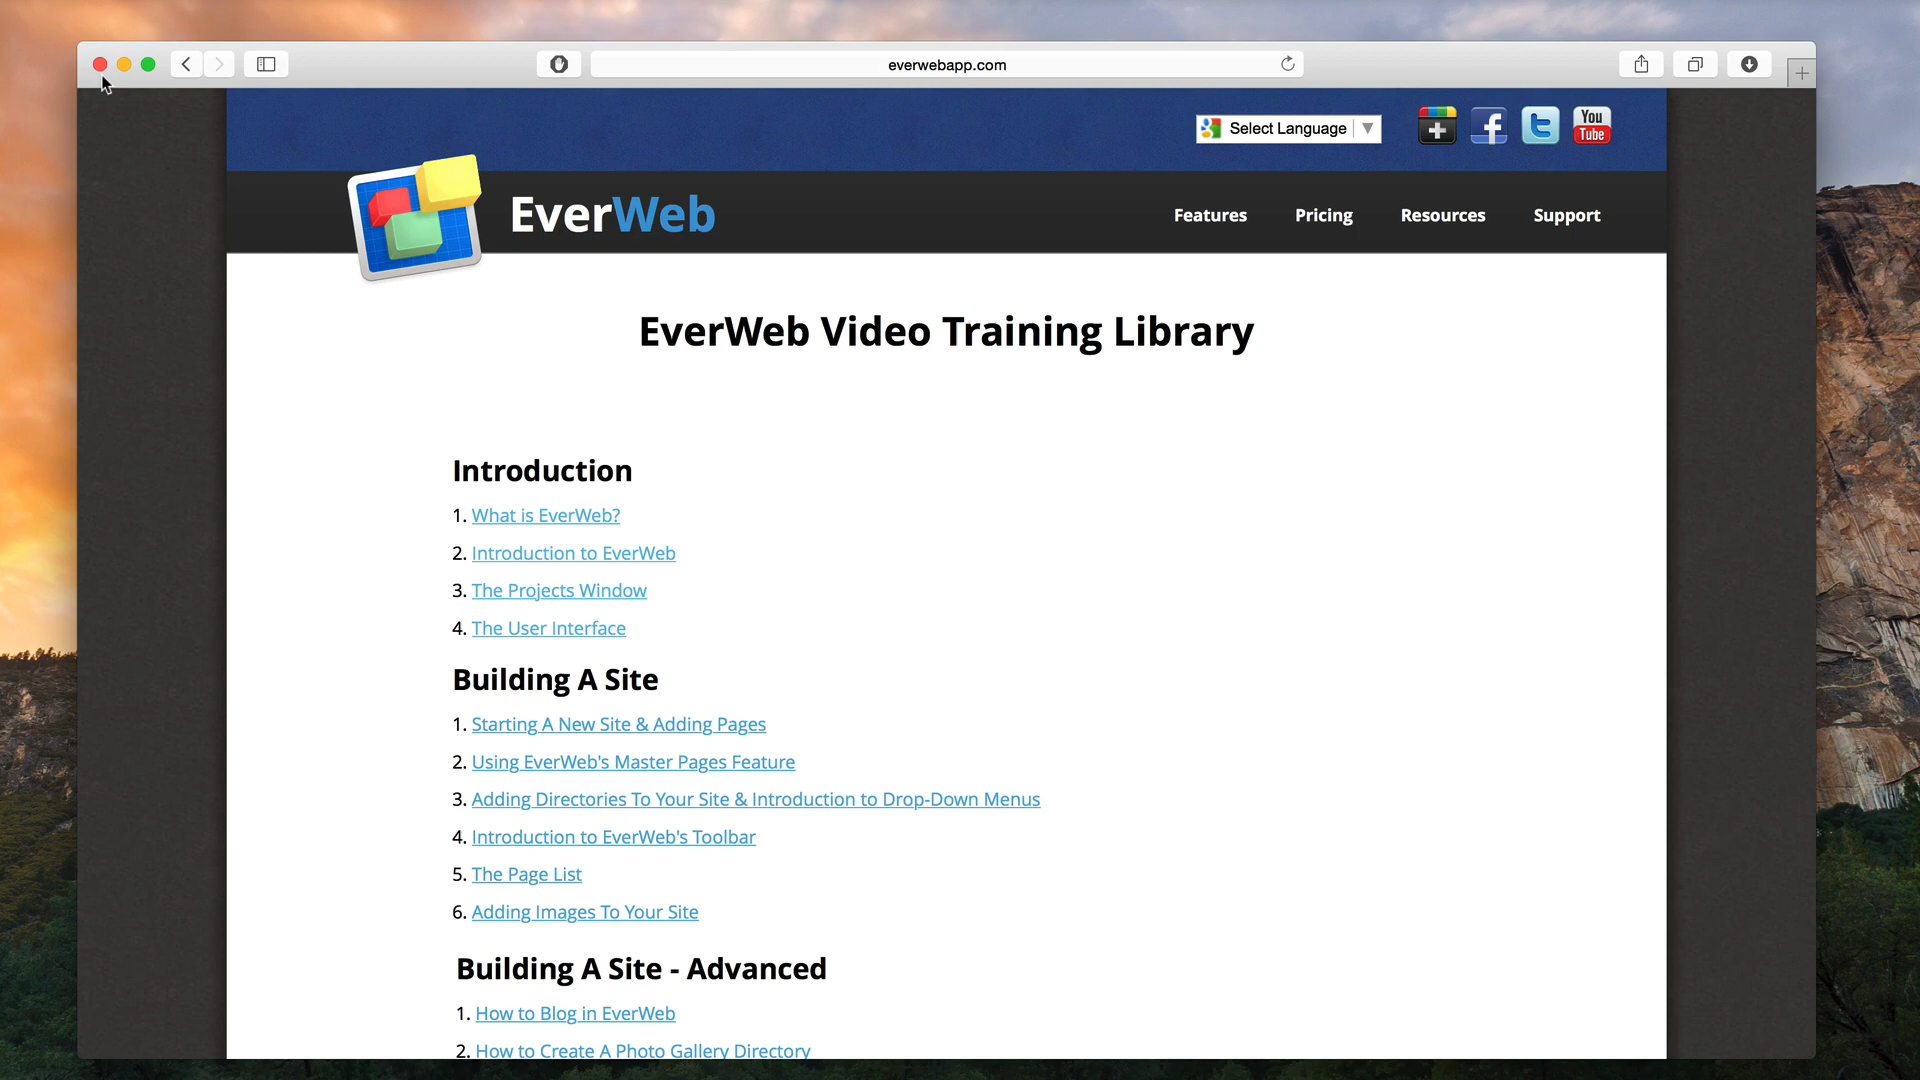 everwebapp.com
Select Language
You
Tube
EverWeb
Features Pricing Resources Support
EverWeb Video Training Library
Introduction
1. What is EverWeb?
2. Introduction to EverWeb
3. The Projects Window
4. The User Interface
Building A Site
1. Starting A New Site & Adding Pages
2. Using EverWeb's Master Pages Feature
3. Adding Directories To Your Site & Introduction to Drop-Down Menus
4. Introduction to EverWeb's Toolbar
5. The Page List
6. Adding Images To Your Site
Building A Site - Advanced
1. How to Blog in EverWeb
2. How to Create A Photo Gallery Directory